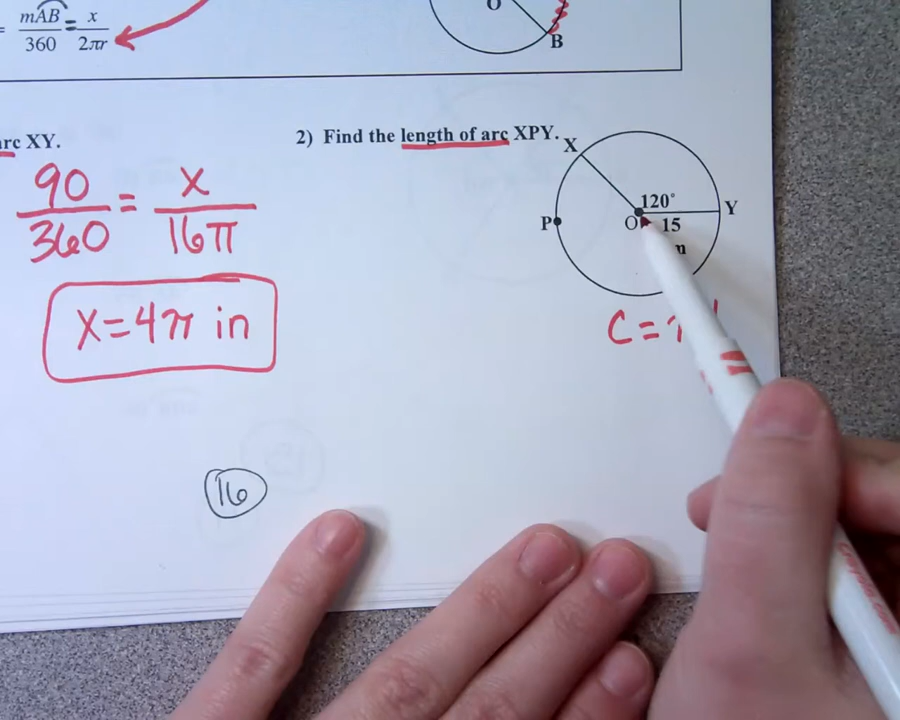 = mAB/360 = x/2πr
O
B
arc XY.
90/360 = x/16π
x=4π in
2) Find the length of arc XPY.
X
120°
Y
P
O
15
C = π
16